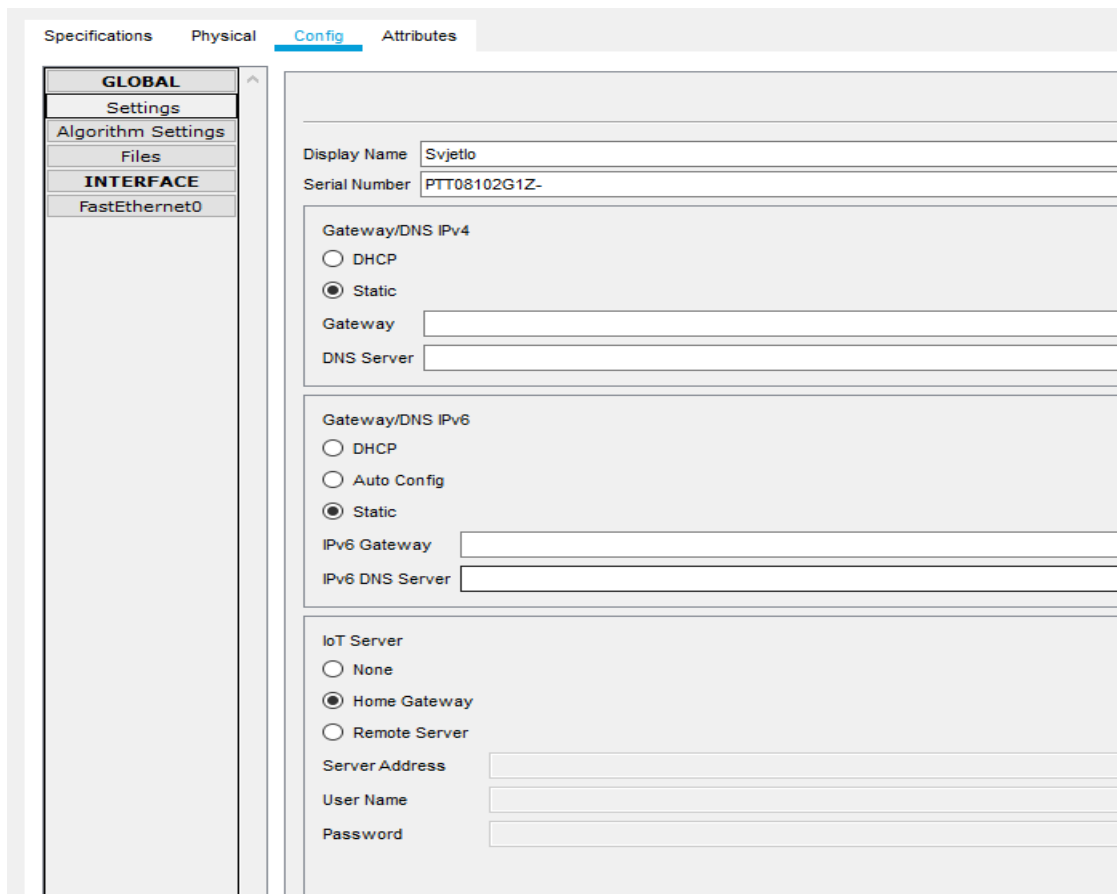 Specifications Physical Config Attributes
GLOBAL
Settings
Algorithm Settings
Files
INTERFACE
FastEthernet0
Display Name Svjetlo
Serial Number PTT08102G1Z-
Gateway/DNS IPv4
DHCP
Static
Gateway
DNS Server
Gateway/DNS IPv6
DHCP
Auto Config
Static
IPv6 Gateway
IPv6 DNS Server
IoT Server
None
Home Gateway
Remote Server
Server Address
User Name
Password